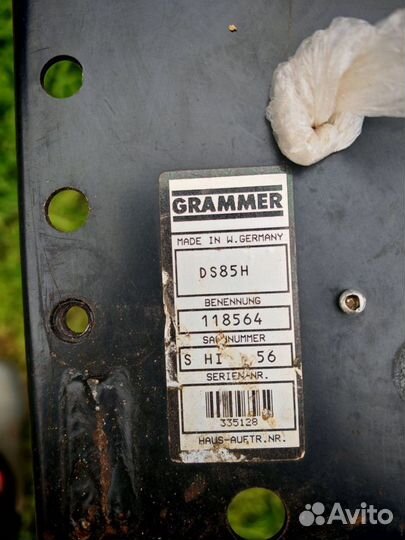 GRAMMER
MADE IN W.GERMANY
DS85H
BENENNUNG
118564
SACHNUMMER
S HI 56
SERIEN-NR.
335128
HAUS-AUFTR.NR.
Avito